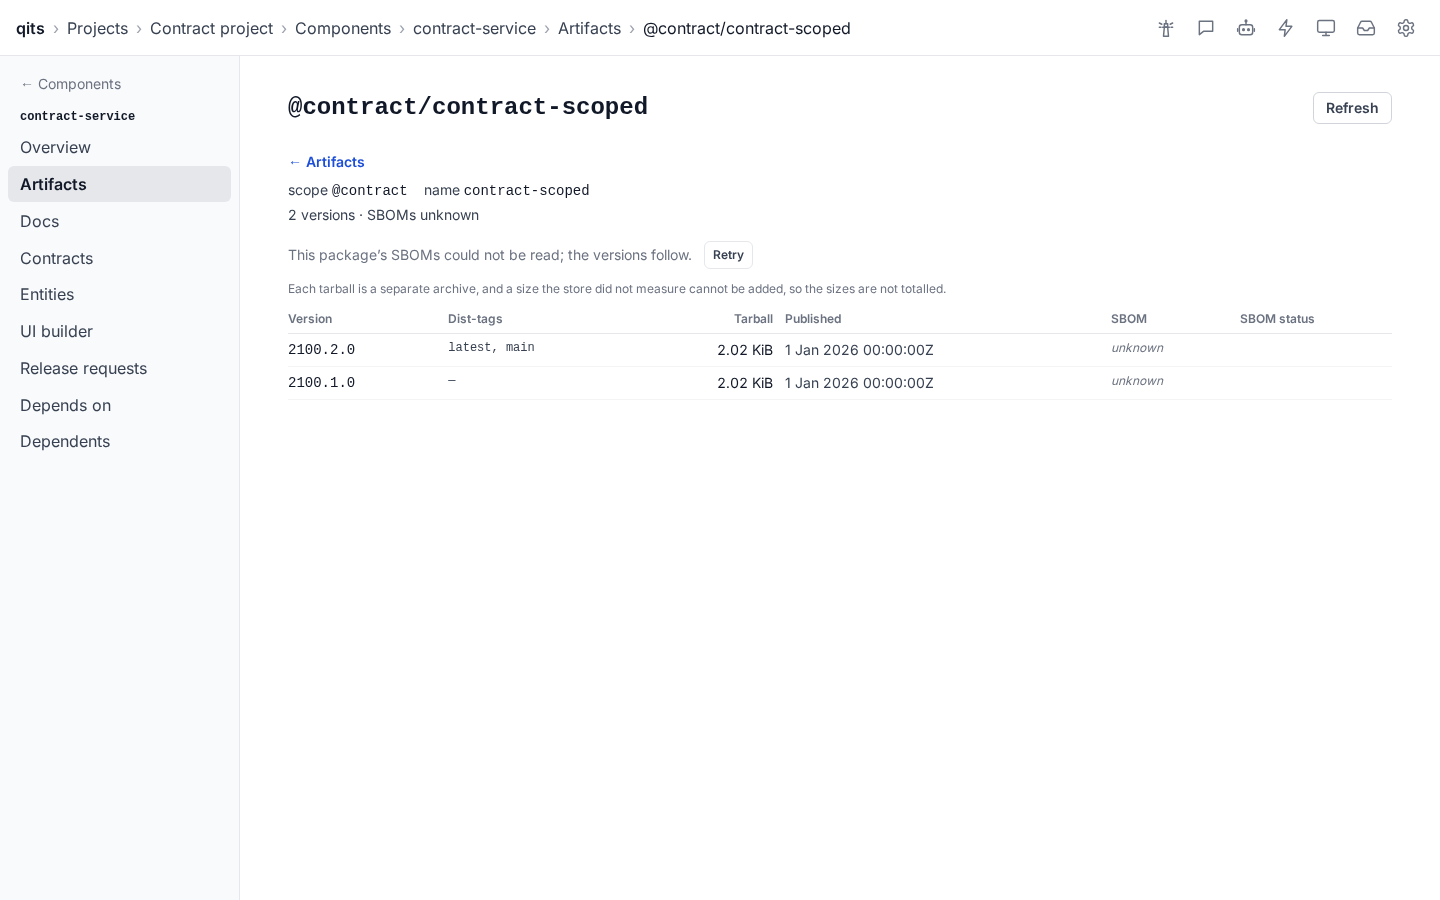 qits › Projects › Contract project › Components › contract-service › Artifacts › @contract/contract-scoped
← Components
contract-service
Overview
Artifacts
Docs
Contracts
Entities
UI builder
Release requests
Depends on
Dependents
@contract/contract-scoped
Refresh
← Artifacts
scope @contract name contract-scoped
2 versions · SBOMs unknown
This package’s SBOMs could not be read; the versions follow. Retry
Each tarball is a separate archive, and a size the store did not measure cannot be added, so the sizes are not totalled.
Version Dist-tags Tarball Published SBOM SBOM status
2100.2.0 latest, main 2.02 KiB 1 Jan 2026 00:00:00Z unknown
2100.1.0 — 2.02 KiB 1 Jan 2026 00:00:00Z unknown